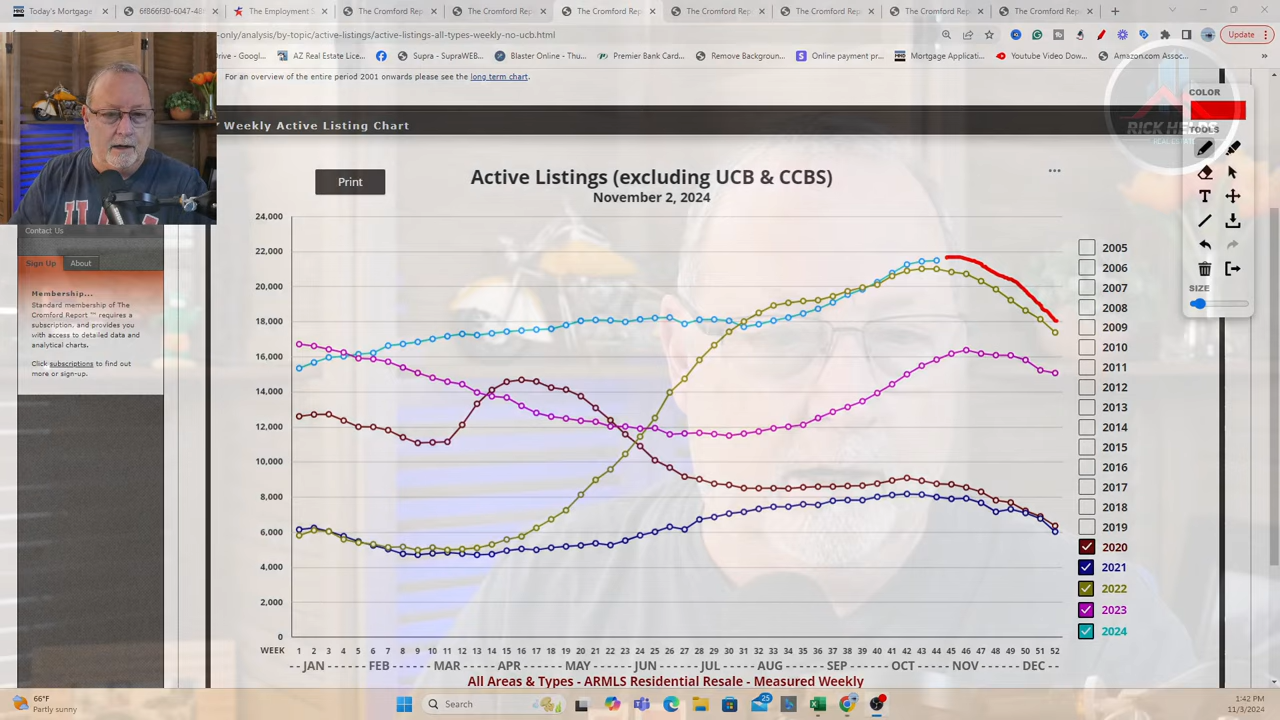 Today's Mortgage
6f866f30-6047-48
The Employment S
The Cromford Rep
The Cromford Rep
The Cromford Rep
The Cromford Rep
The Cromford Rep
The Cromford Rep
The Cromford Rep
-only/analysis/by-topic/active-listings/active-listings-all-types-weekly-no-ucb.html
Update
Drive - Googl...
AZ Real Estate Lice...
Supra - SupraWEB...
Blaster Online - Thu...
Premier Bank Card...
Remove Background...
Online payment pr...
Mortgage Applicati...
Youtube Video Dow...
Amazon.com Assoc...
For an overview of the entire period 2001 onwards please see the long term chart.
Weekly Active Listing Chart
COLOR
TOOLS
SIZE
Print
Active Listings (excluding UCB & CCBS)
November 2, 2024
Contact Us
Sign Up
About
Membership...
Standard membership of The
Cromford Report ™ requires a
subscription, and provides you
with access to detailed data and
analytical charts.
Click subscriptions to find out
more or sign-up.
24,000
22,000
20,000
18,000
16,000
14,000
12,000
10,000
8,000
6,000
4,000
2,000
0
2005
2006
2007
2008
2009
2010
2011
2012
2013
2014
2015
2016
2017
2018
2019
2020
2021
2022
2023
2024
WEEK 1 2 3 4 5 6 7 8 9 10 11 12 13 14 15 16 17 18 19 20 21 22 23 24 25 26 27 28 29 30 31 32 33 34 35 36 37 38 39 40 41 42 43 44 45 46 47 48 49 50 51 52
- - JAN - - - - - - FEB - - - - - - MAR - - - - - - APR - - - - - - MAY - - - - - - JUN - - - - - - JUL - - - - - - AUG - - - - - - SEP - - - - - - OCT - - - - - - NOV - - - - - - DEC - -
All Areas & Types - ARMLS Residential Resale - Measured Weekly
66°F
Partly sunny
Search
25
1:42 PM
11/3/2024